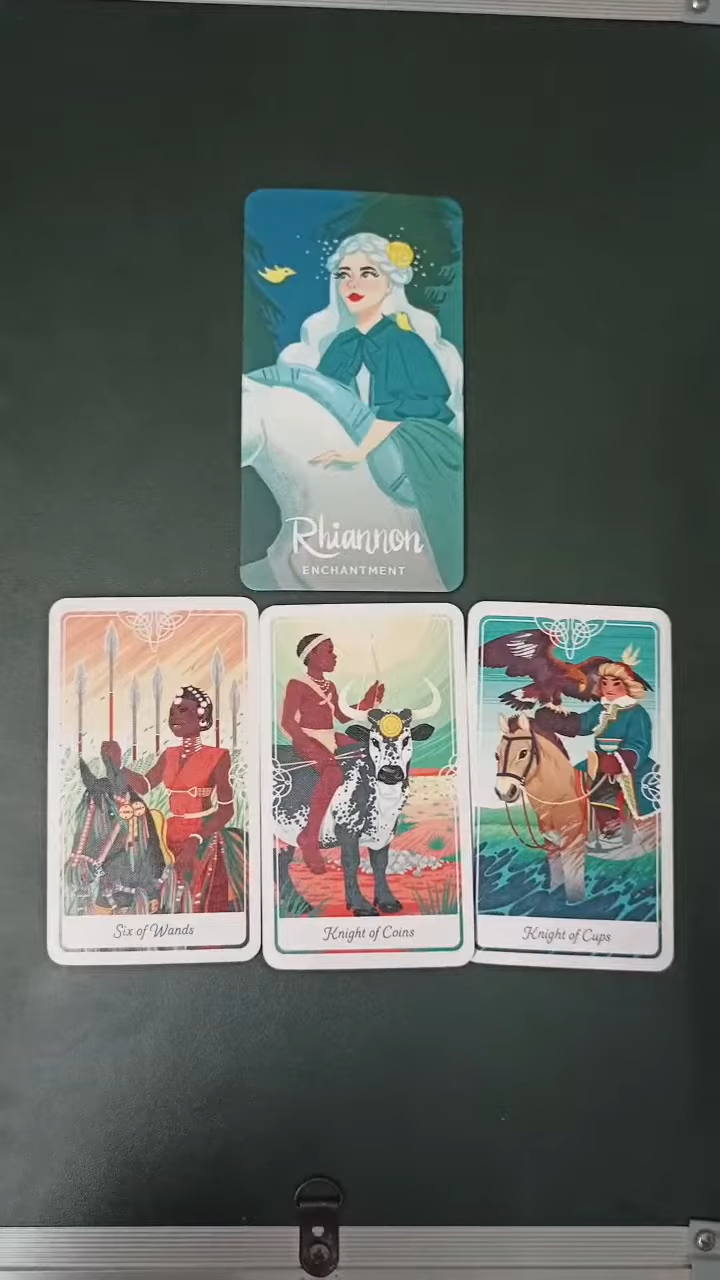 Rhiannon
ENCHANTMENT
Six of Wands
Knight of Coins
Knight of Cups